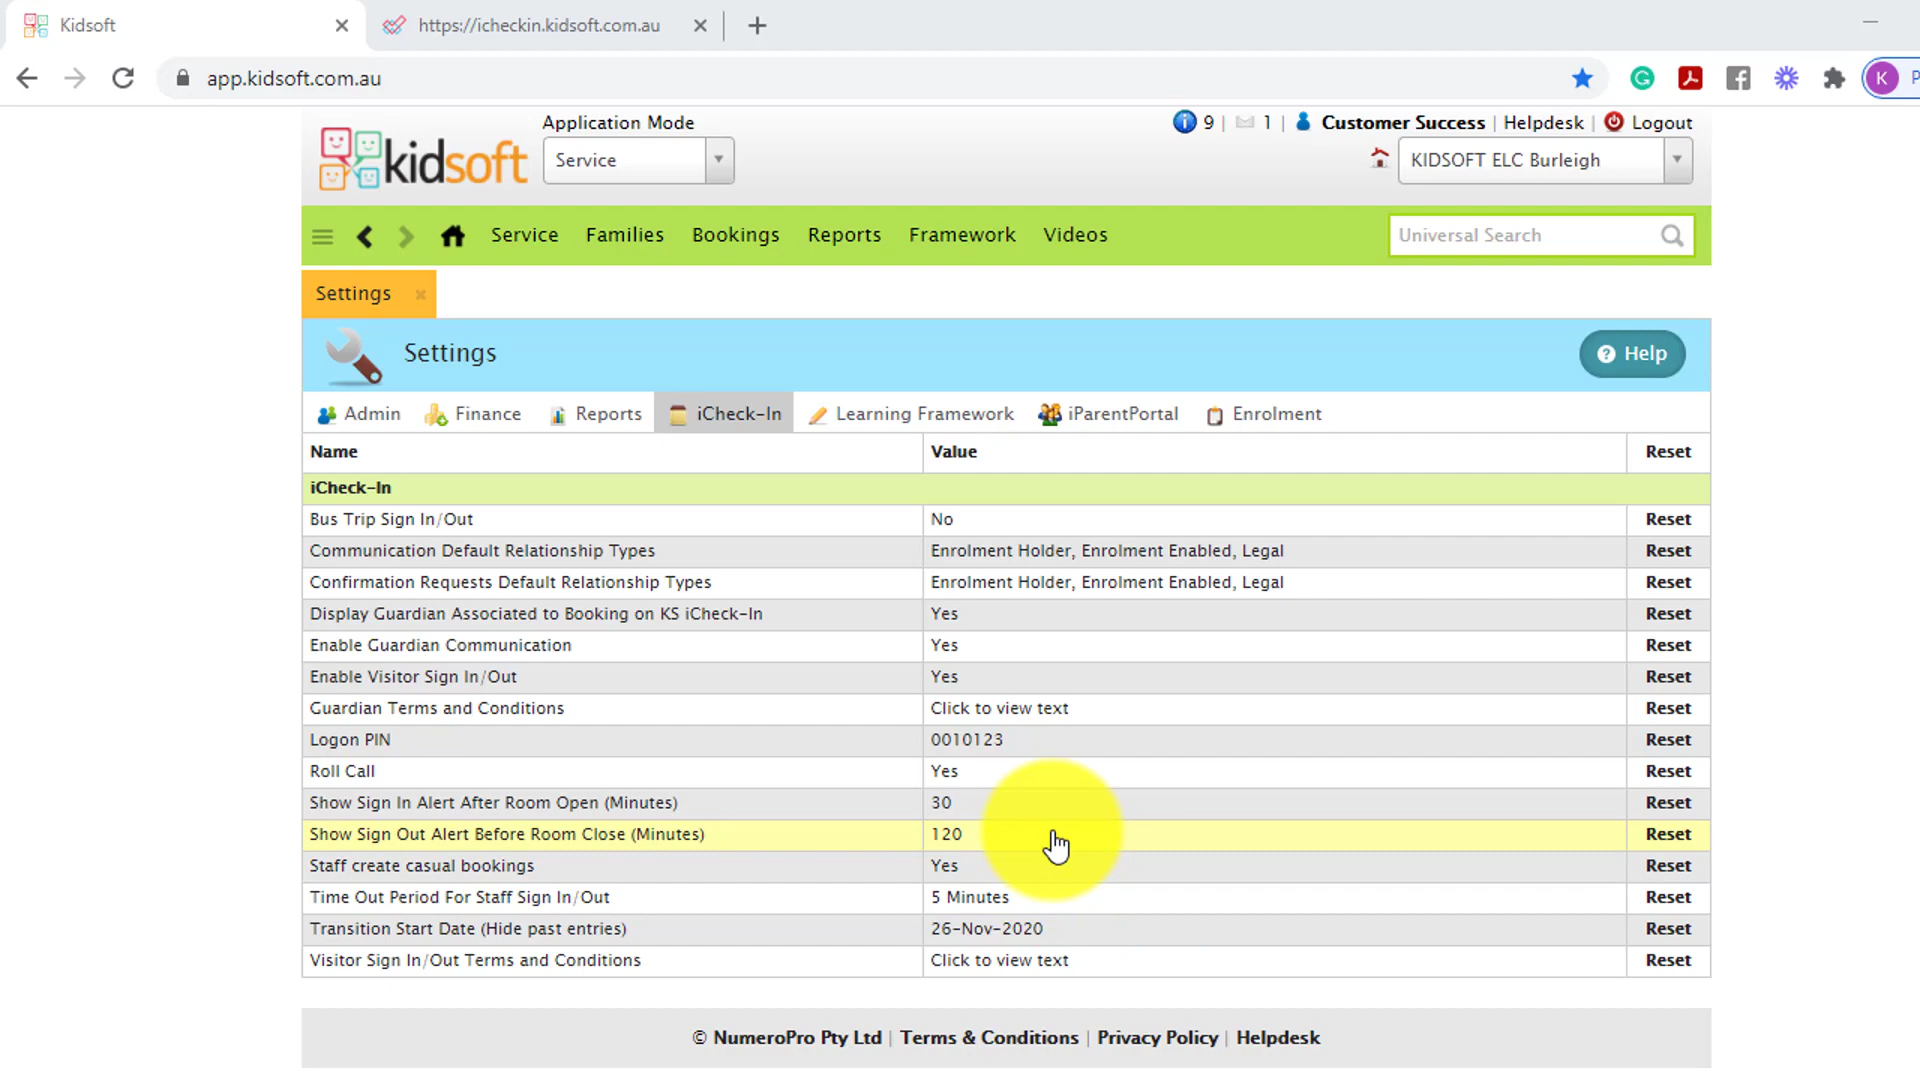 Kidsoft
https://icheckin.kidsoft.com.au
app.kidsoft.com.au
K
P
kidsoft
Application Mode
Service
9 | 1 | Customer Success | Helpdesk | Logout
KIDSOFT ELC Burleigh
Service Families Bookings Reports Framework Videos
Universal Search
Settings
Settings
Help
Admin Finance Reports iCheck-In Learning Framework iParentPortal Enrolment
Name Value Reset
iCheck-In
Bus Trip Sign In/Out No Reset
Communication Default Relationship Types Enrolment Holder, Enrolment Enabled, Legal Reset
Confirmation Requests Default Relationship Types Enrolment Holder, Enrolment Enabled, Legal Reset
Display Guardian Associated to Booking on KS iCheck-In Yes Reset
Enable Guardian Communication Yes Reset
Enable Visitor Sign In/Out Yes Reset
Guardian Terms and Conditions Click to view text Reset
Logon PIN 0010123 Reset
Roll Call Yes Reset
Show Sign In Alert After Room Open (Minutes) 30 Reset
Show Sign Out Alert Before Room Close (Minutes) 120 Reset
Staff create casual bookings Yes Reset
Time Out Period For Staff Sign In/Out 5 Minutes Reset
Transition Start Date (Hide past entries) 26-Nov-2020 Reset
Visitor Sign In/Out Terms and Conditions Click to view text Reset
© NumeroPro Pty Ltd | Terms & Conditions | Privacy Policy | Helpdesk